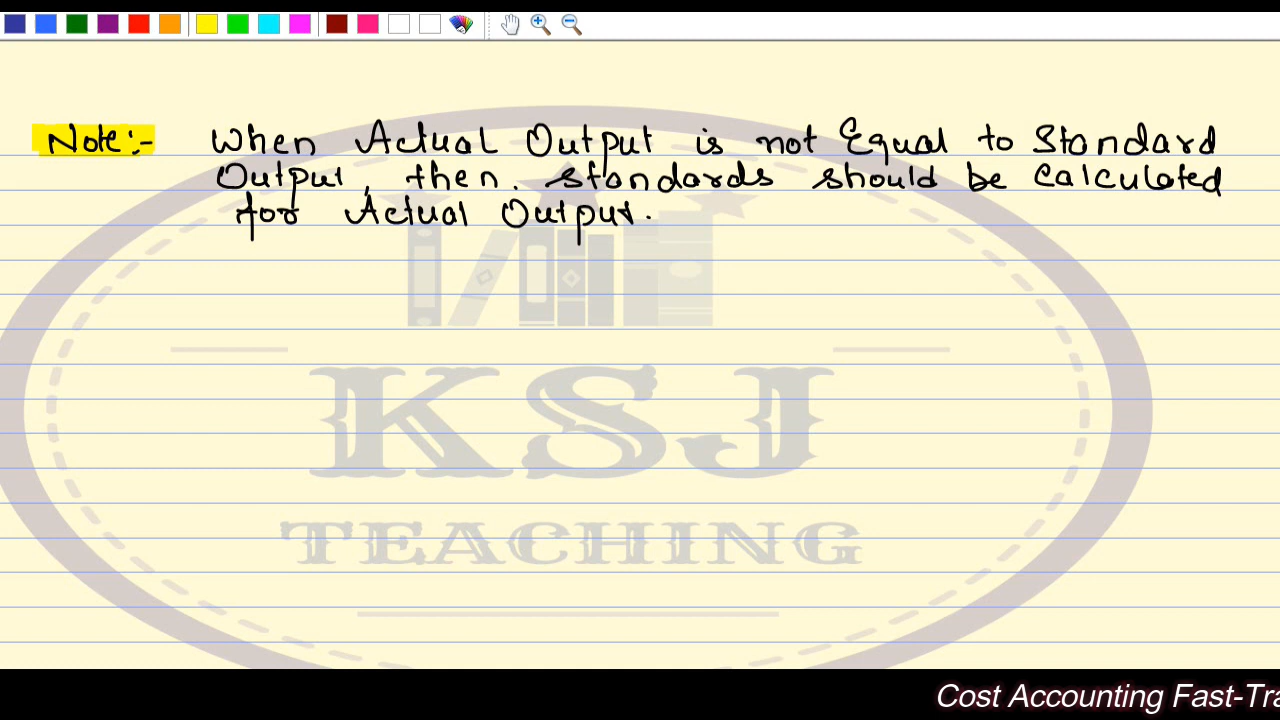 Note:- When Actual Output is not Equal to Standard
Output, then. Standards should be Calculated
for Actual Output.
KSJ
TEACHING
Cost Accounting Fast-Tra